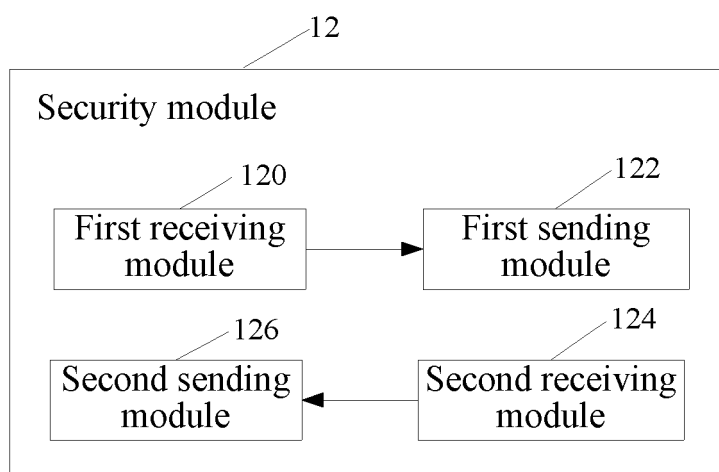 12
Security module
120
122
First receiving
module
First sending
module
126
124
Second sending
module
Second receiving
module